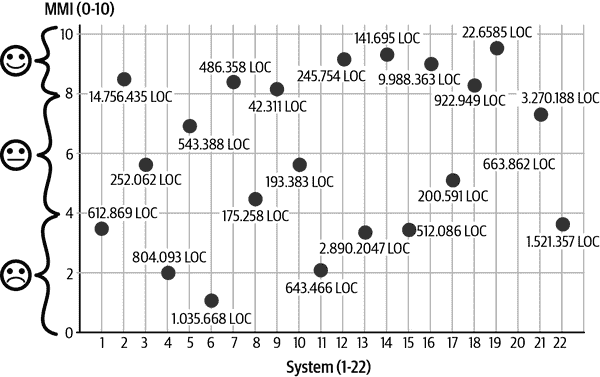 MMI (0-10)
10
8
6
4
2
0
14.756.435 LOC
486.358 LOC
42.311 LOC
245.754 LOC
141.695 LOC
9.988.363 LOC
22.6585 LOC
922.949 LOC
3.270.188 LOC
543.388 LOC
252.062 LOC
193.383 LOC
663.862 LOC
612.869 LOC
175.258 LOC
200.591 LOC
2.890.2047 LOC
512.086 LOC
1.521.357 LOC
804.093 LOC
643.466 LOC
1.035.668 LOC
1 2 3 4 5 6 7 8 9 10 11 12 13 14 15 16 17 18 19 20 21 22
System (1-22)